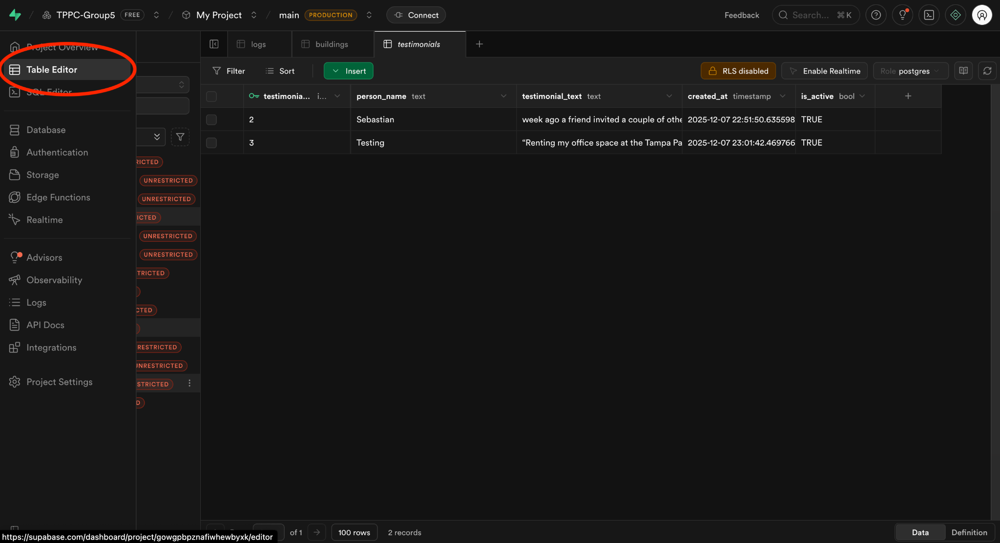 TPPC-Group5 FREE / My Project / main PRODUCTION Connect Feedback Search... ⌘K
Project Overview
Table Editor
SQL Editor
Database
Authentication
Storage
Edge Functions
Realtime
Advisors
Observability
Logs
API Docs
Integrations
Project Settings
RICTED
UNRESTRICTED
UNRESTRICTED
ICTED
UNRESTRICTED
UNRESTRICTED
TRICTED
CTED
RESTRICTED
UNRESTRICTED
STRICTED
D
logs buildings testimonials
Filter Sort Insert RLS disabled Enable Realtime Role postgres
testimonia... i... person_name text testimonial_text text created_at timestamp is_active bool
2 Sebastian week ago a friend invited a couple of othe 2025-12-07 22:51:50.635598 TRUE
3 Testing “Renting my office space at the Tampa Pa 2025-12-07 23:01:42.469766 TRUE
of 1 100 rows 2 records Data Definition
https://supabase.com/dashboard/project/gowgpbpznafiwhewbyxk/editor